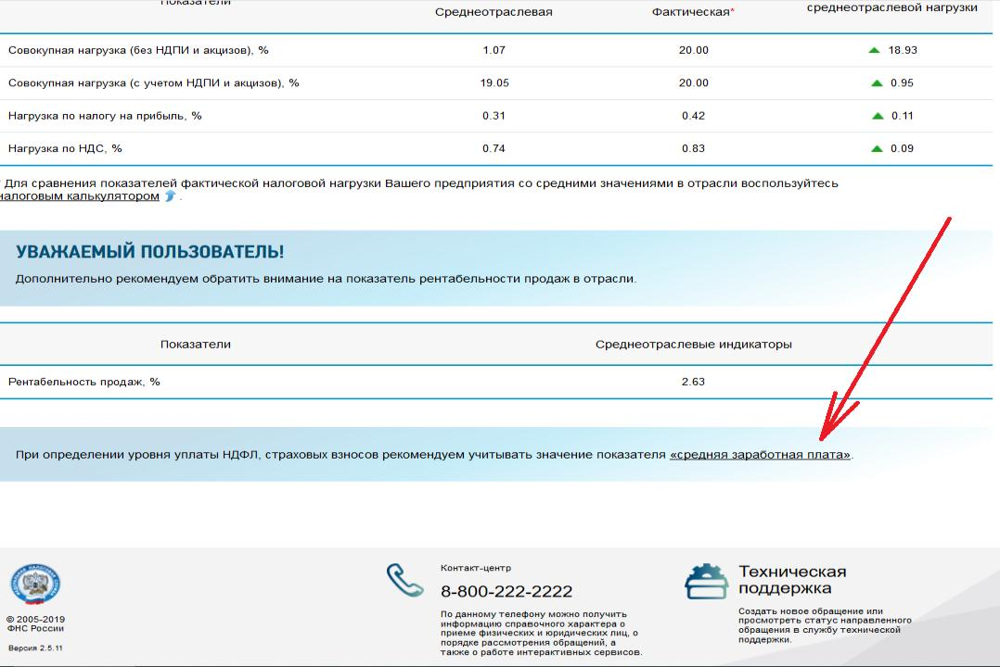 Показатели
Среднеотраслевая
Фактическая*
среднеотраслевой нагрузки
Совокупная нагрузка (без НДПИ и акцизов), % 1.07 20.00 18.93
Совокупная нагрузка (с учетом НДПИ и акцизов), % 19.05 20.00 0.95
Нагрузка по налогу на прибыль, % 0.31 0.42 0.11
Нагрузка по НДС, % 0.74 0.83 0.09
Для сравнения показателей фактической налоговой нагрузки Вашего предприятия со средними значениями в отрасли воспользуйтесь
налоговым калькулятором .
УВАЖАЕМЫЙ ПОЛЬЗОВАТЕЛЬ!
Дополнительно рекомендуем обратить внимание на показатель рентабельности продаж в отрасли.
Показатели Среднеотраслевые индикаторы
Рентабельность продаж, % 2.63
При определении уровня уплаты НДФЛ, страховых взносов рекомендуем учитывать значение показателя «средняя заработная плата».
© 2005-2019
ФНС России
Версия 2.5.11
Контакт-центр
8-800-222-2222
По данному телефону можно получить
информацию справочного характера о
приеме физических и юридических лиц, о
порядке рассмотрения обращений, а
также о работе интерактивных сервисов.
Техническая
поддержка
Создать новое обращение или
просмотреть статус направленного
обращения в службу технической
поддержки.